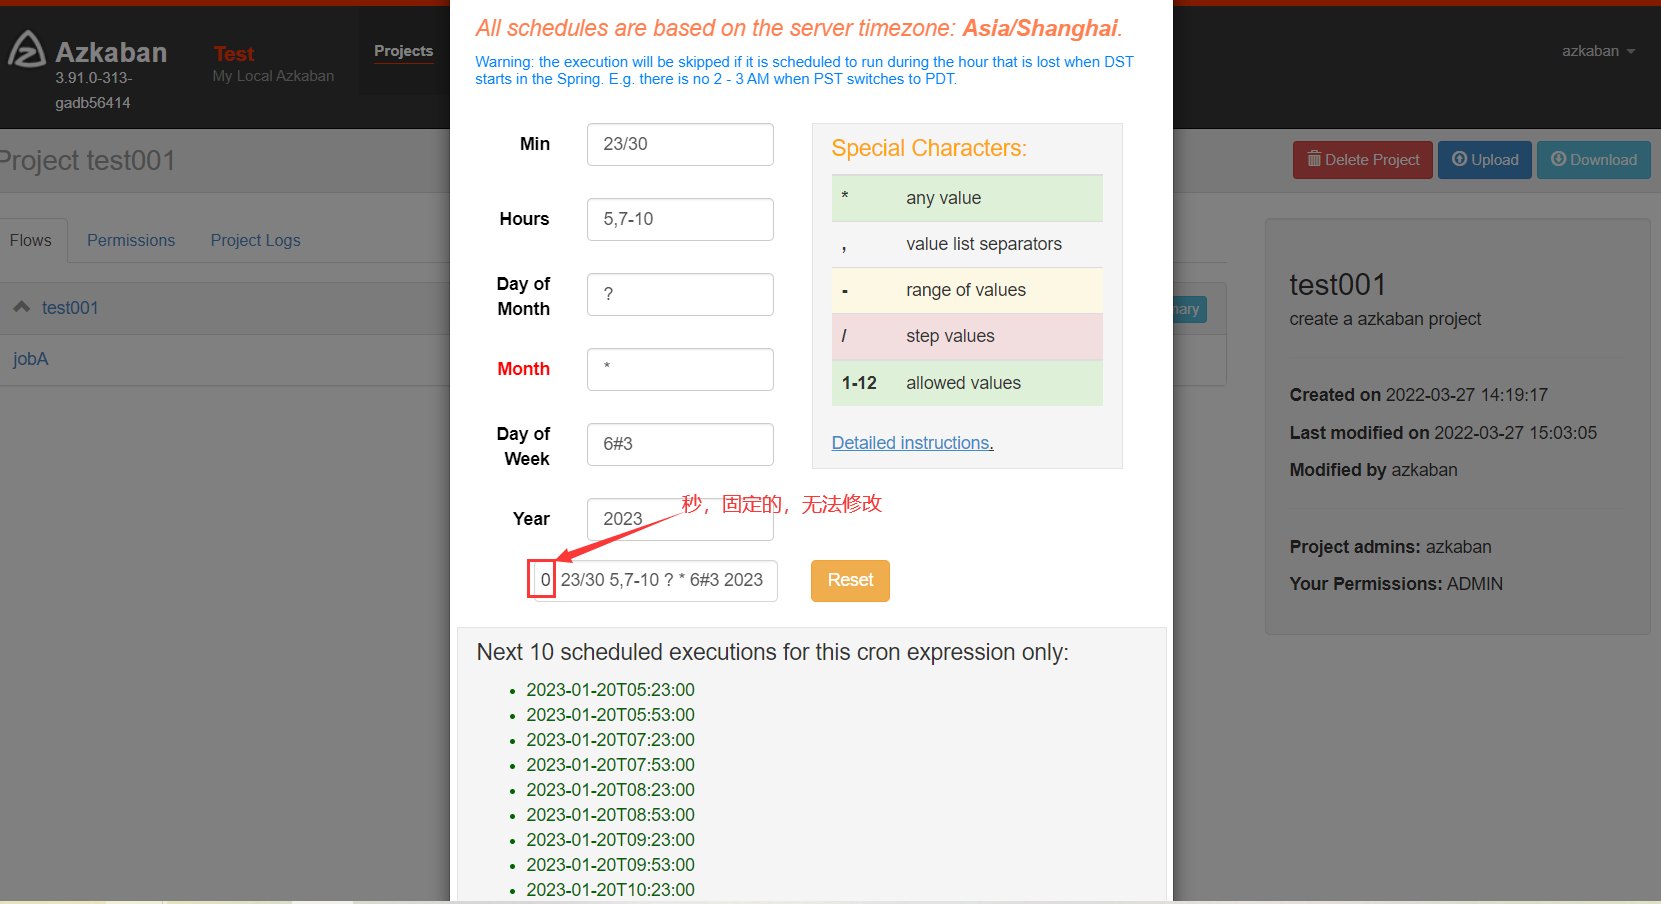 All schedules are based on the server timezone: Asia/Shanghai.
Warning: the execution will be skipped if it is scheduled to run during the hour that is lost when DST
starts in the Spring. E.g. there is no 2 - 3 AM when PST switches to PDT.
Azkaban
3.91.0-313-
gadb56414
Test
My Local Azkaban
Projects
azkaban
Project test001
Delete Project
Upload
Download
Flows
Permissions
Project Logs
test001
jobA
Min
23/30
Hours
5,7-10
Day of
Month
?
Month
*
Day of
Week
6#3
Year
2023
秒，固定的，无法修改
0 23/30 5,7-10 ? * 6#3 2023
Reset
Special Characters:
* any value
, value list separators
- range of values
/ step values
1-12 allowed values
Detailed instructions.
Next 10 scheduled executions for this cron expression only:
2023-01-20T05:23:00
2023-01-20T05:53:00
2023-01-20T07:23:00
2023-01-20T07:53:00
2023-01-20T08:23:00
2023-01-20T08:53:00
2023-01-20T09:23:00
2023-01-20T09:53:00
2023-01-20T10:23:00
test001
create a azkaban project
Created on 2022-03-27 14:19:17
Last modified on 2022-03-27 15:03:05
Modified by azkaban
Project admins: azkaban
Your Permissions: ADMIN